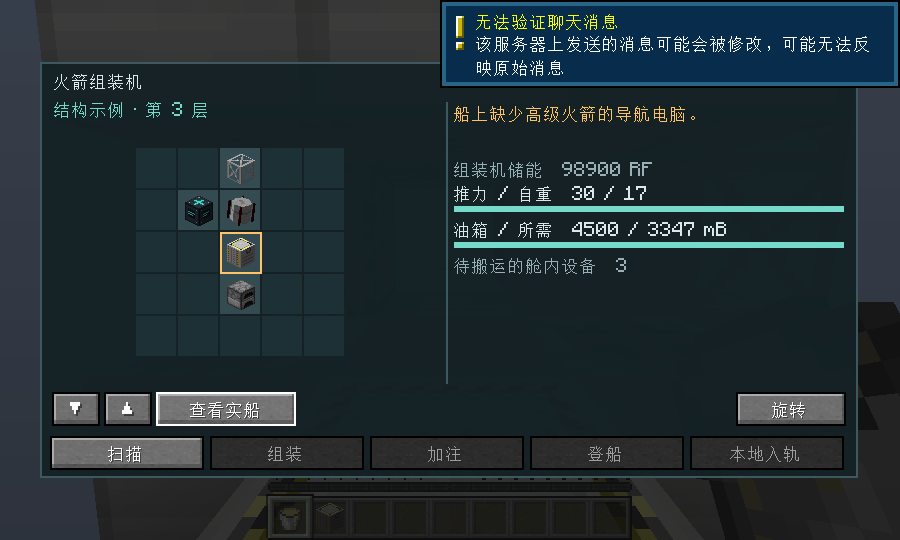 无法验证聊天消息
该服务器上发送的消息可能会被修改，可能无法反
映原始消息
火箭组装机
结构示例 · 第 3 层
船上缺少高级火箭的导航电脑。
组装机储能 98900 RF
推力 / 自重 30 / 17
油箱 / 所需 4500 / 3347 mB
待搬运的舱内设备 3
▼ ▲ 查看实船 旋转
扫描 组装 加注 登船 本地入轨